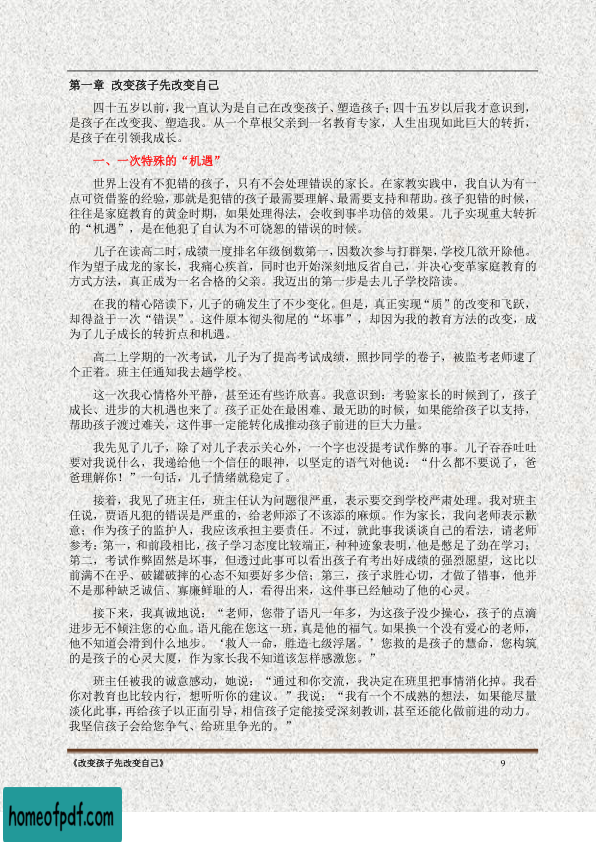 第一章 改变孩子先改变自己
四十五岁以前，我一直认为是自己在改变孩子、塑造孩子；四十五岁以后我才意识到，
是孩子在改变我、塑造我。从一个草根父亲到一名教育专家，人生出现如此巨大的转折，
是孩子在引领我成长。
一、一次特殊的“机遇”
世界上没有不犯错的孩子，只有不会处理错误的家长。在家教实践中，我自认为有一
点可资借鉴的经验，那就是犯错的孩子最需要理解、最需要支持和帮助。孩子犯错的时候，
往往是家庭教育的黄金时期，如果处理得法，会收到事半功倍的效果。儿子实现重大转折
的“机遇”，是在他犯了自认为不可饶恕的错误的时候。
儿子在读高二时，成绩一度排名年级倒数第一，因数次参与打群架，学校几欲开除他。
作为望子成龙的家长，我痛心疾首，同时也开始深刻地反省自己，并决心变革家庭教育的
方式方法，真正成为一名合格的父亲。我迈出的第一步是去儿子学校陪读。
在我的精心陪读下，儿子的确发生了不少变化。但是，真正实现“质”的改变和飞跃，
却得益于一次“错误”。这件原本彻头彻尾的“坏事”，却因为我的教育方法的改变，成
为了儿子成长的转折点和机遇。
高二上学期的一次考试，儿子为了提高考试成绩，照抄同学的卷子，被监考老师逮了
个正着。班主任通知我去趟学校。
这一次我心情格外平静，甚至还有些许欣喜。我意识到：考验家长的时候到了，孩子
成长、进步的大机遇也来了。孩子正处在最困难、最无助的时候，如果能给孩子以支持，
帮助孩子渡过难关，这件事一定能转化成推动孩子前进的巨大力量。
我先见了儿子，除了对儿子表示关心外，一个字也没提考试作弊的事。儿子吞吞吐吐
要对我说什么，我递给他一个信任的眼神，以坚定的语气对他说：“什么都不要说了，爸
爸理解你！”一句话，儿子情绪就稳定了。
接着，我见了班主任，班主任认为问题很严重，表示要交到学校严肃处理。我对班主
任说，贾语凡犯的错误是严重的，给老师添了不该添的麻烦。作为家长，我向老师表示歉
意；作为孩子的监护人，我应该承担主要责任。不过，就此事我谈谈自己的看法，请老师
参考：第一，和前段相比，孩子学习态度比较端正，种种迹象表明，他是憋足了劲在学习；
第二，考试作弊固然是坏事，但透过此事可以看出孩子有考出好成绩的强烈愿望，这比以
前满不在乎、破罐破摔的心态不知要好多少倍；第三，孩子求胜心切，才做了错事，他并
不是那种缺乏诚信、寡廉鲜耻的人，看得出来，这件事已经触动了他的心灵。
接下来，我真诚地说：“老师，您带了语凡一年多，为这孩子没少操心，孩子的点滴
进步无不倾注您的心血。语凡能在您这一班，真是他的福气。如果换一个没有爱心的老师，
他不知道会滑到什么地步。‘救人一命，胜造七级浮屠。’您救的是孩子的慧命，您构筑
的是孩子的心灵大厦，作为家长我不知道该怎样感激您。”
班主任被我的诚意感动，她说：“通过和你交流，我决定在班里把事情消化掉。我看
你对教育也比较内行，想听听你的建议。”我说：“我有一个不成熟的想法，如果能尽量
淡化此事，再给孩子以正面引导，相信孩子定能接受深刻教训，甚至还能化做前进的动力。
我坚信孩子会给您争气、给班里争光的。”
《改变孩子先改变自己》 9
homeofpdf.com